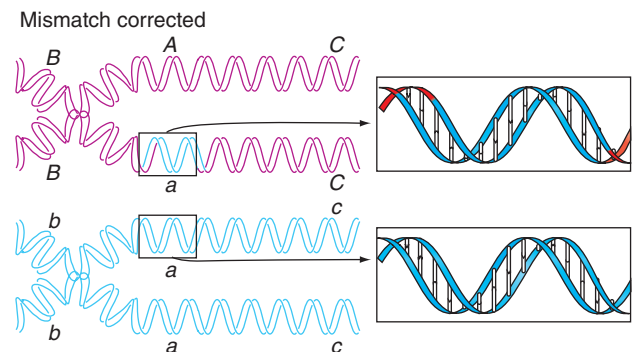 Mismatch corrected
B A C
B a C
b a c
b a c